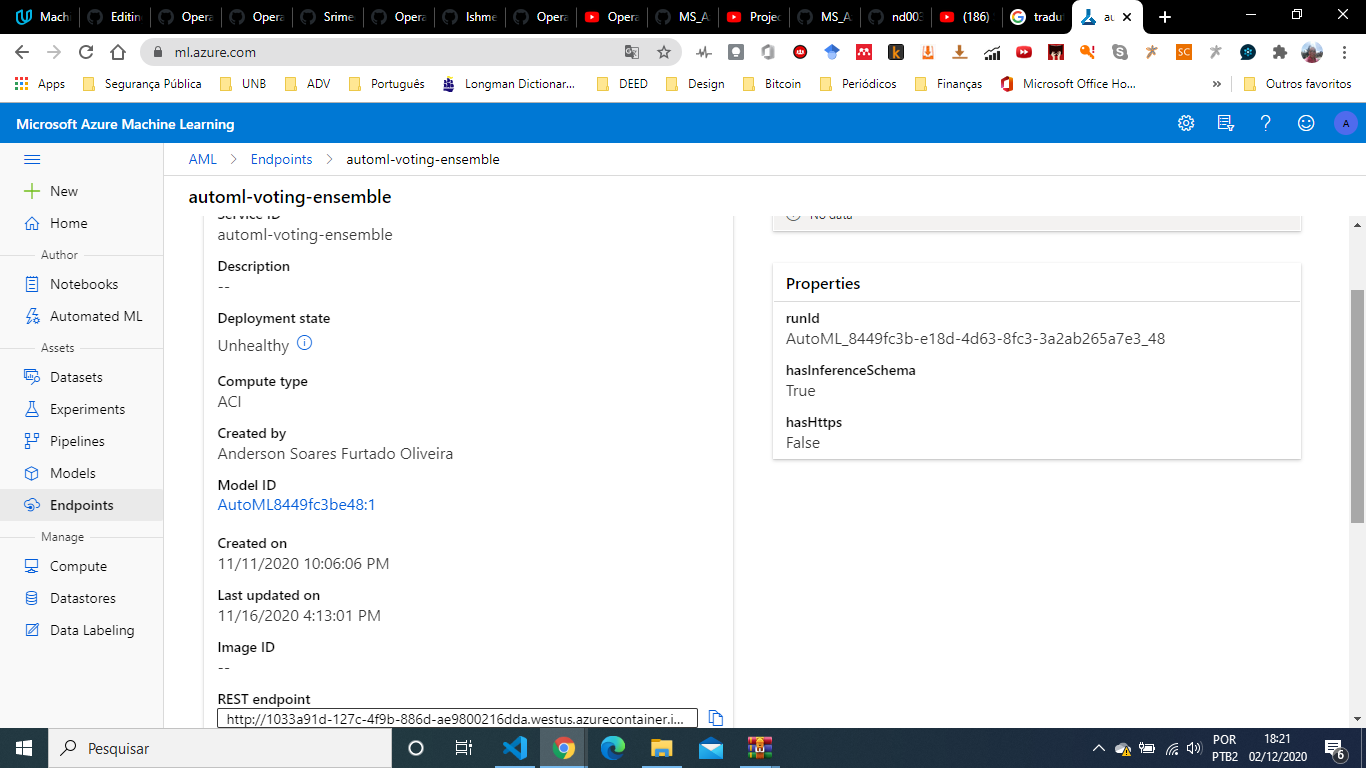 Machi
Editin
Opera
Endpo
Srime
Opera
Ishme
Opera
Opera
MS_A
Projec
MS_A
nd003
(186)
tradut
au
ml.azure.com
Apps
Segurança Pública
UNB
ADV
Português
Longman Dictionar...
DEED
Design
Bitcoin
Periódicos
Finanças
Microsoft Office Ho...
»
Outros favoritos
Microsoft Azure Machine Learning
A
AML > Endpoints > automl-voting-ensemble
New
Home
Author
Notebooks
Automated ML
Assets
Datasets
Experiments
Pipelines
Models
Endpoints
Manage
Compute
Datastores
Data Labeling
automl-voting-ensemble
Service ID
automl-voting-ensemble
Description
--
Deployment state
Unhealthy
Compute type
ACI
Created by
Anderson Soares Furtado Oliveira
Model ID
AutoML8449fc3be48:1
Created on
11/11/2020 10:06:06 PM
Last updated on
11/16/2020 4:13:01 PM
Image ID
--
REST endpoint
http://1033a91d-127c-4f9b-886d-ae9800216dda.westus.azurecontainer.i...
No data
Properties
runId
AutoML_8449fc3b-e18d-4d63-8fc3-3a2ab265a7e3_48
hasInferenceSchema
True
hasHttps
False
Pesquisar
POR
PTB2
18:21
02/12/2020
6